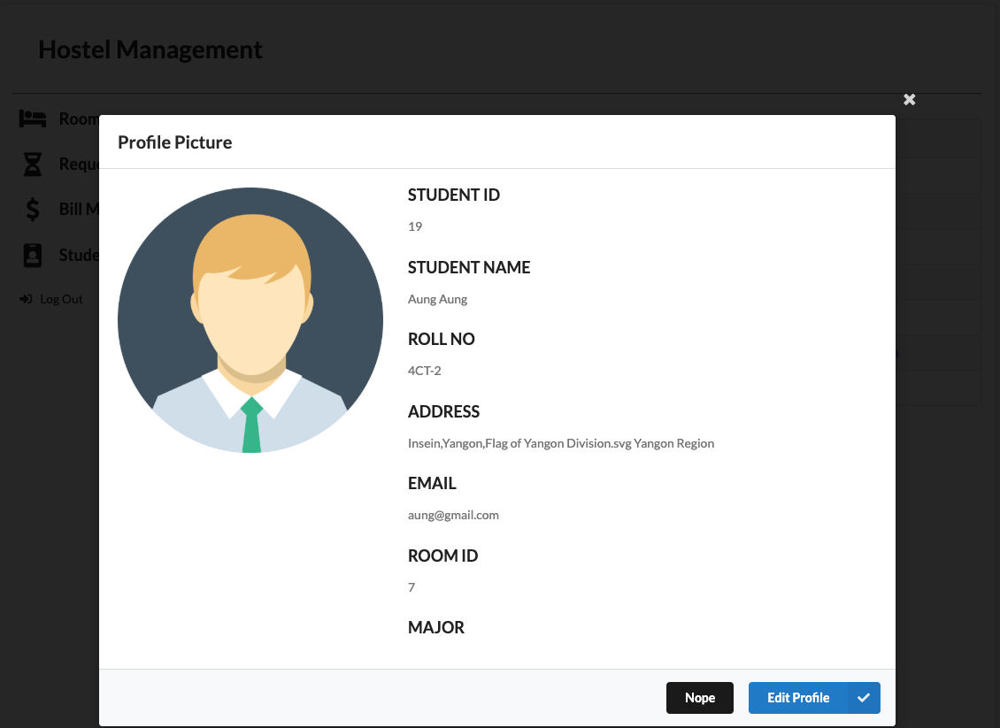 Hostel Management
Room
Reque
Bill M
Stude
Log Out
Profile Picture
STUDENT ID
19
STUDENT NAME
Aung Aung
ROLL NO
4CT-2
ADDRESS
Insein,Yangon,Flag of Yangon Division.svg Yangon Region
EMAIL
aung@gmail.com
ROOM ID
7
MAJOR
Nope
Edit Profile